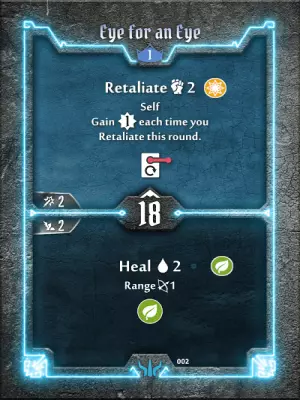 Eye for an Eye
1
Retaliate 2
Self
Gain 1 each time you
Retaliate this round.
2
18
2
Heal 2
Range 1
002